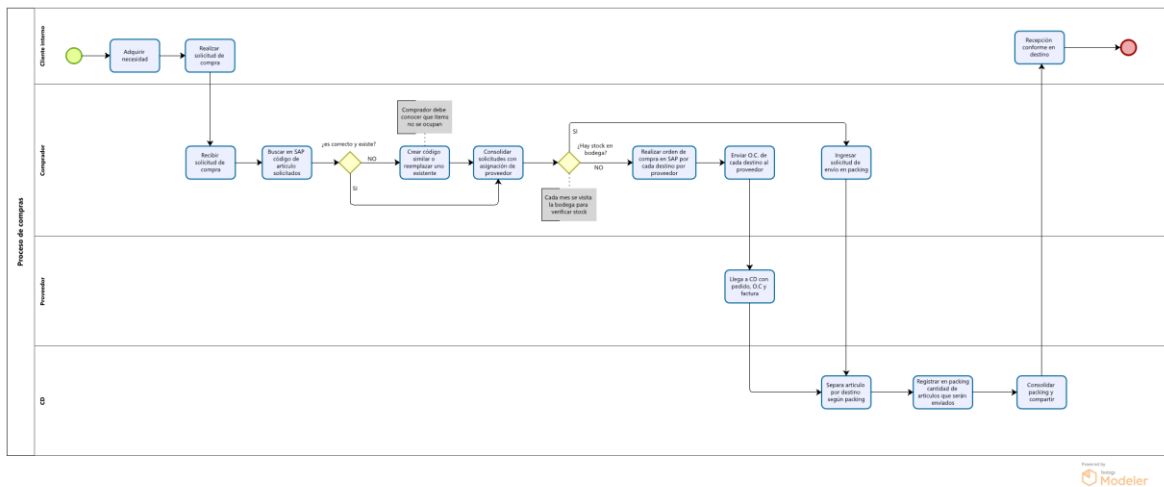 Proceso de compras
Cliente interno
Adquirir
necesidad
Realizar
solicitud de
compra
Recepción
conforme en
destino
Comprador
Recibir
solicitud de
compra
Buscar en SAP
código de
artículo
solicitados
¿es correcto y existe?
NO
SI
Comprador debe
conocer que items
no se ocupan
Crear código
similar o
reemplazar uno
existente
Consolidar
solicitudes con
asignación de
proveedor
SI
¿Hay stock en
bodega?
NO
Cada mes se visita
la bodega para
verificar stock
Realizar orden de
compra en SAP por
cada destino por
proveedor
Enviar O.C. de
cada destino al
proveedor
Ingresar
solicitud de
envío en packing
Proveedor
Llega a CD con
pedido, O.C y
factura
CD
Separa artículo
por destino
según packing
Registrar en packing
cantidad de
artículos que serán
enviados
Consolidar
packing y
compartir
Powered by
bizagi
Modeler